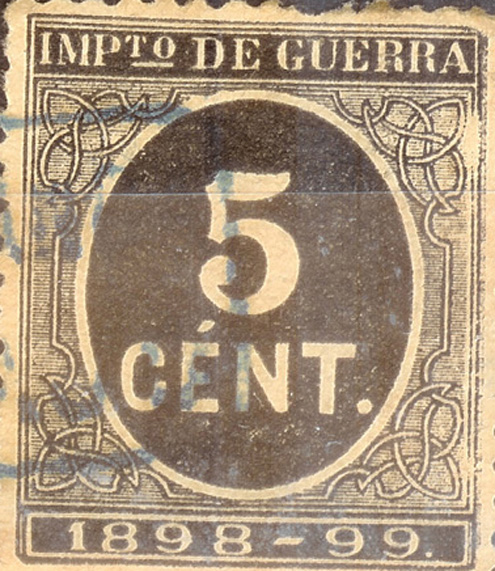 IMPTO DE GUERRA
5
CÉNT.
1898-99.